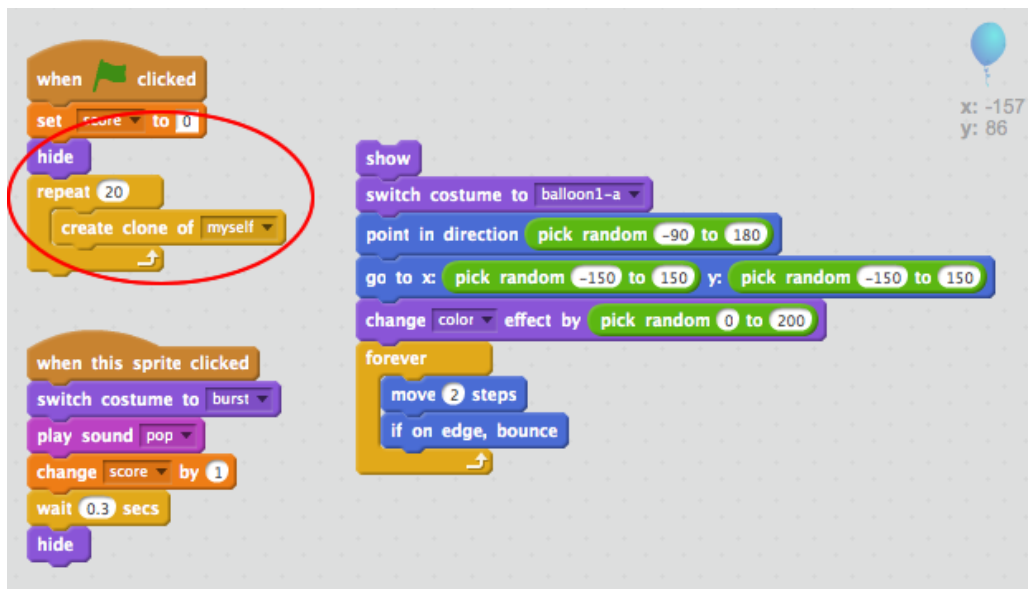 when clicked
set score to 0
hide
repeat 20
create clone of myself
when this sprite clicked
switch costume to burst
play sound pop
change score by 1
wait 0.3 secs
hide
show
switch costume to balloon1-a
point in direction pick random -90 to 180
go to x: pick random -150 to 150 y: pick random -150 to 150
change color effect by pick random 0 to 200
forever
move 2 steps
if on edge, bounce
x: -157
y: 86